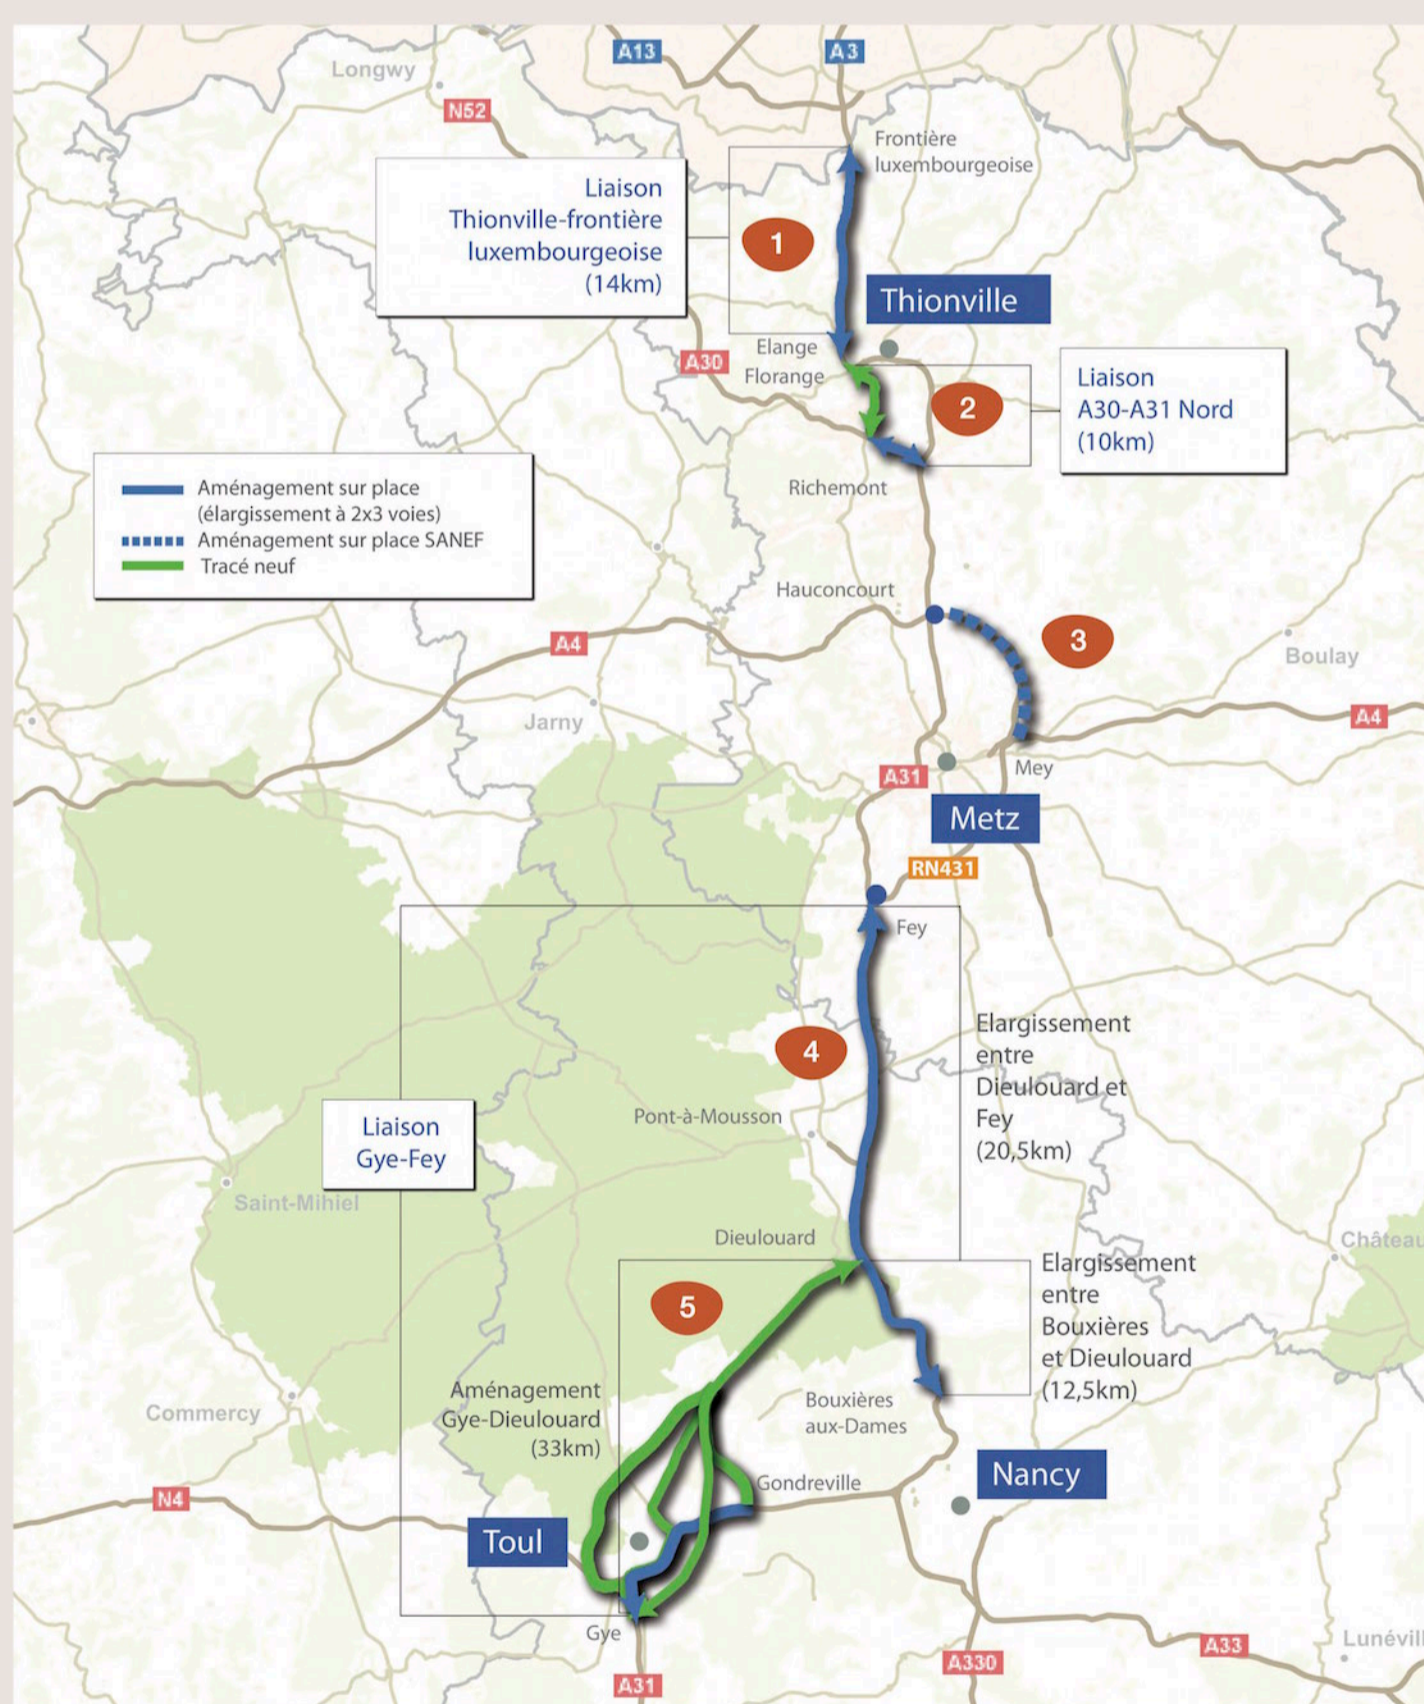 A13
A3
Longwy
N52
Frontière
luxembourgeoise
Liaison
Thionville-frontière
luxembourgeoise
(14km)
1
Thionville
Elange
Florange
A30
2
Liaison
A30-A31 Nord
(10km)
Richemont
Aménagement sur place
(élargissement à 2x3 voies)
Aménagement sur place SANEF
Tracé neuf
Hauconcourt
3
A4
Boulay
Jarny
A4
Mey
A31
Metz
RN431
Fey
4
Elargissement
entre
Dieulouard et
Fey
(20,5km)
Pont-à-Mousson
Liaison
Gye-Fey
Saint-Mihiel
Dieulouard
Château
Elargissement
entre
Bouxières
et Dieulouard
(12,5km)
5
Aménagement
Gye-Dieulouard
(33km)
Commercy
Bouxières
aux-Dames
Gondreville
Nancy
N4
Toul
Gye
A31
A330
A33
Lunévil